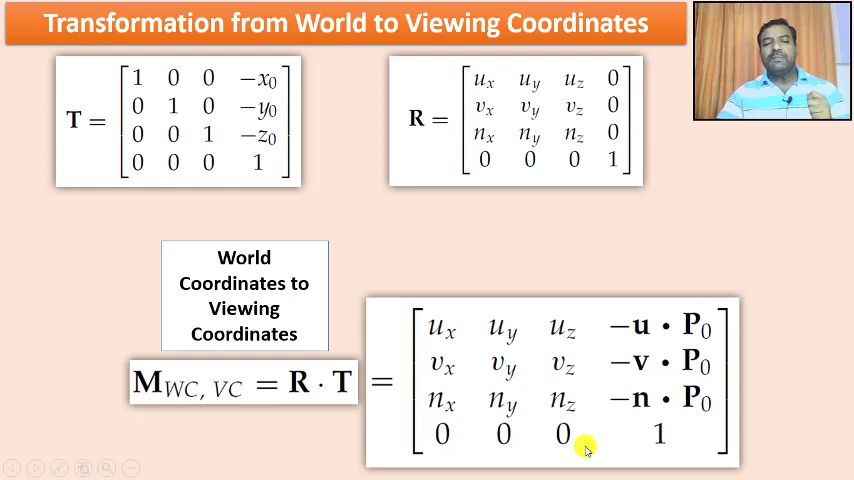 Transformation from World to Viewing Coordinates
T = [ 1 0 0 −x₀
0 1 0 −y₀
0 0 1 −z₀
0 0 0 1 ]
R = [ uₓ u_y u_z 0
vₓ v_y v_z 0
nₓ n_y n_z 0
0 0 0 1 ]
World
Coordinates to
Viewing
Coordinates
M_WC, VC = R · T
= [ uₓ u_y u_z −u • P₀
vₓ v_y v_z −v • P₀
nₓ n_y n_z −n • P₀
0 0 0 1 ]